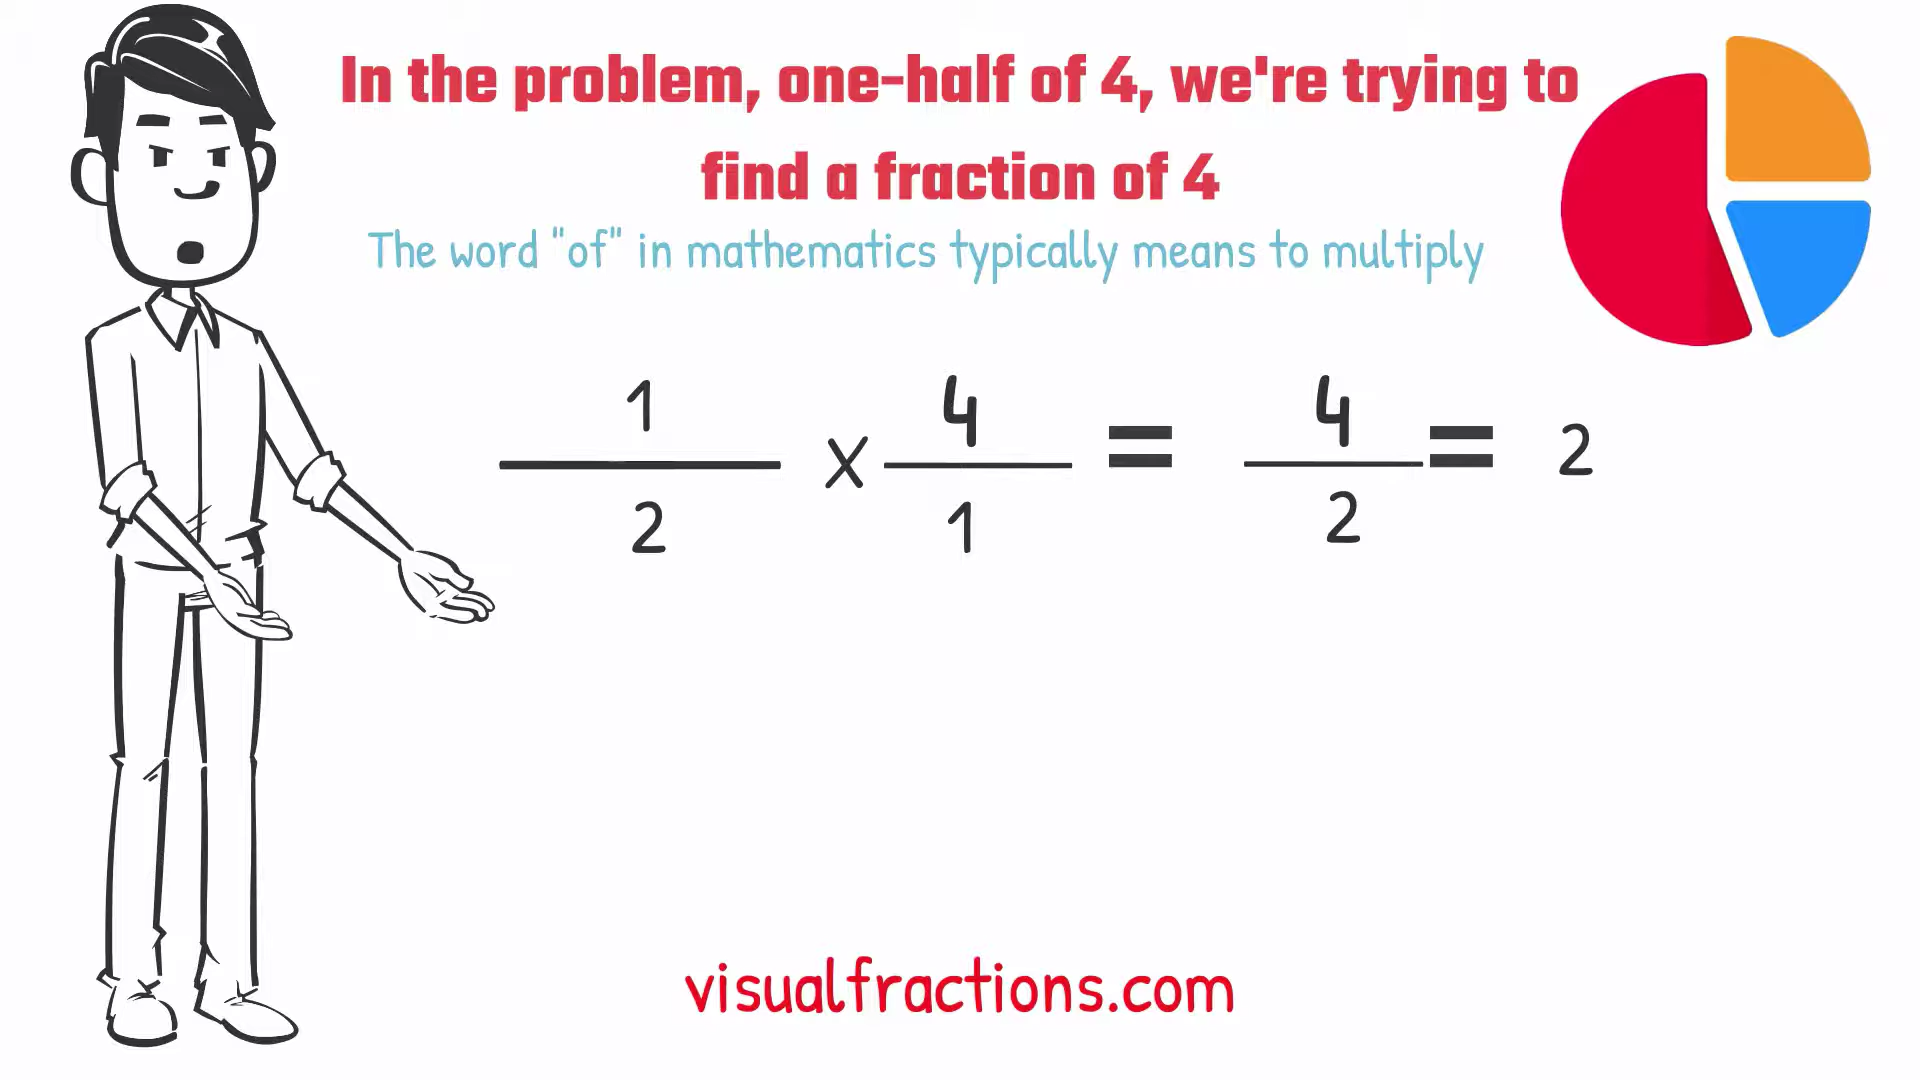 In the problem, one-half of 4, we're trying to
find a fraction of 4
The word "of" in mathematics typically means to multiply
1 4 4
x = = 2
2 1 2
visualfractions.com